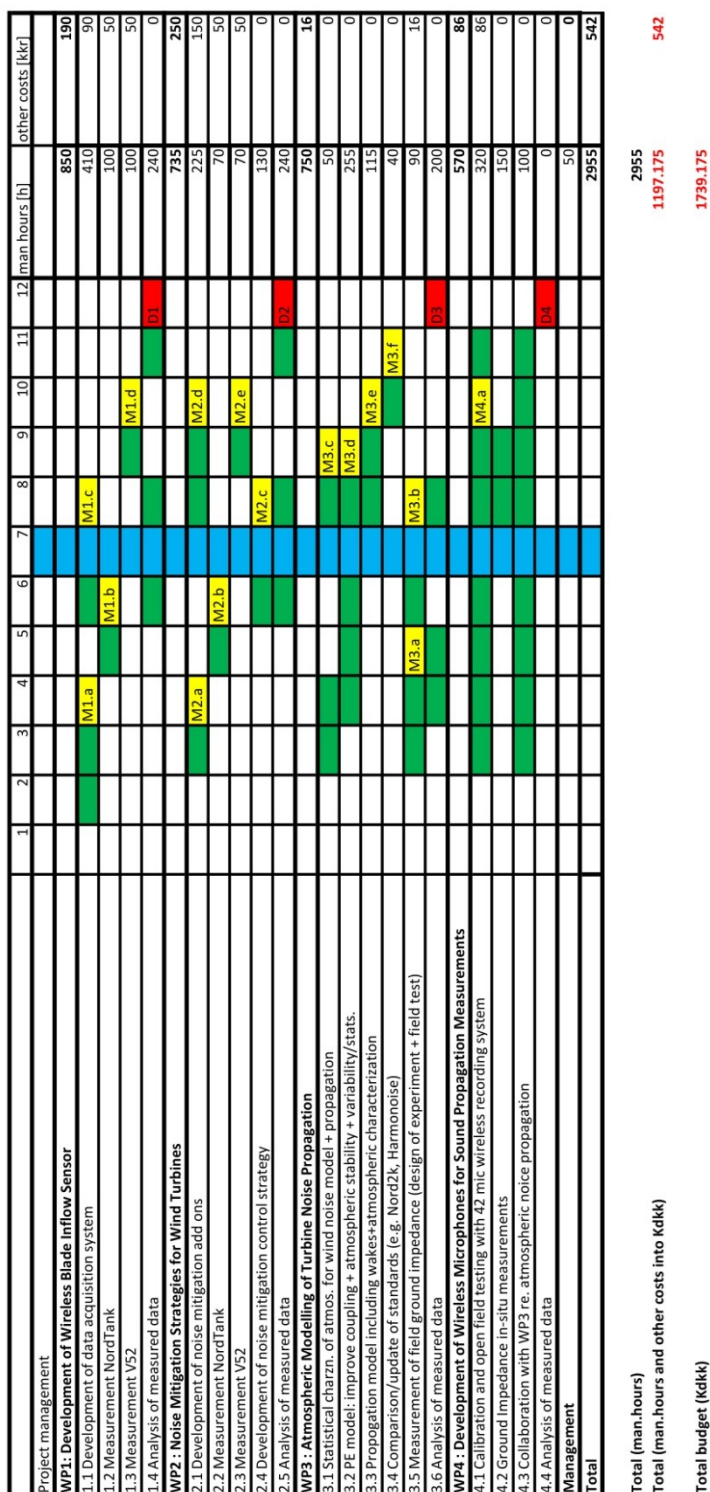 1 2 3 4 5 6 7 8 9 10 11 12 man hours [h] other costs [kkr]
Project management
WP1: Development of Wireless Blade Inflow Sensor 850 190
1.1 Development of data acquisition system M1.a M1.c 410 90
1.2 Measurement NordTank M1.b 100 50
1.3 Measurement V52 M1.d 100 50
1.4 Analysis of measured data D1 240 0
WP2 : Noise Mitigation Strategies for Wind Turbines 735 250
2.1 Development of noise mitigation add ons M2.a M2.d 225 150
2.2 Measurement NordTank M2.b 70 50
2.3 Measurement V52 M2.e 70 50
2.4 Development of noise mitigation control strategy M2.c 130 0
2.5 Analysis of measured data D2 240 0
WP3 : Atmospheric Modelling of Turbine Noise Propagation 750 16
3.1 Statistical charzn. of atmos. for wind noise model + propagation M3.c 50 0
3.2 PE model: improve coupling + atmospheric stability + variability/stats. M3.d 255 0
3.3 Propogation model including wakes+atmospheric characterization M3.e 115 0
3.4 Comparison/update of standards (e.g. Nord2k, Harmonoise) M3.f 40 0
3.5 Measurement of field ground impedance (design of experiment + field test) M3.a M3.b 90 16
3.6 Analysis of measured data D3 200 0
WP4 : Development of Wireless Microphones for Sound Propagation Measurements 570 86
4.1 Calibration and open field testing with 42 mic wireless recording system M4.a 320 86
4.2 Ground Impedance in-situ measurements 150 0
4.3 Collaboration with WP3 re. atmospheric noice propagation 100 0
4.4 Analysis of measured data D4 0 0
Management 50 0
Total 2955 542
Total (man.hours) 2955
Total (man.hours and other costs into Kdkk) 1197.175 542
Total budget (Kdkk) 1739.175